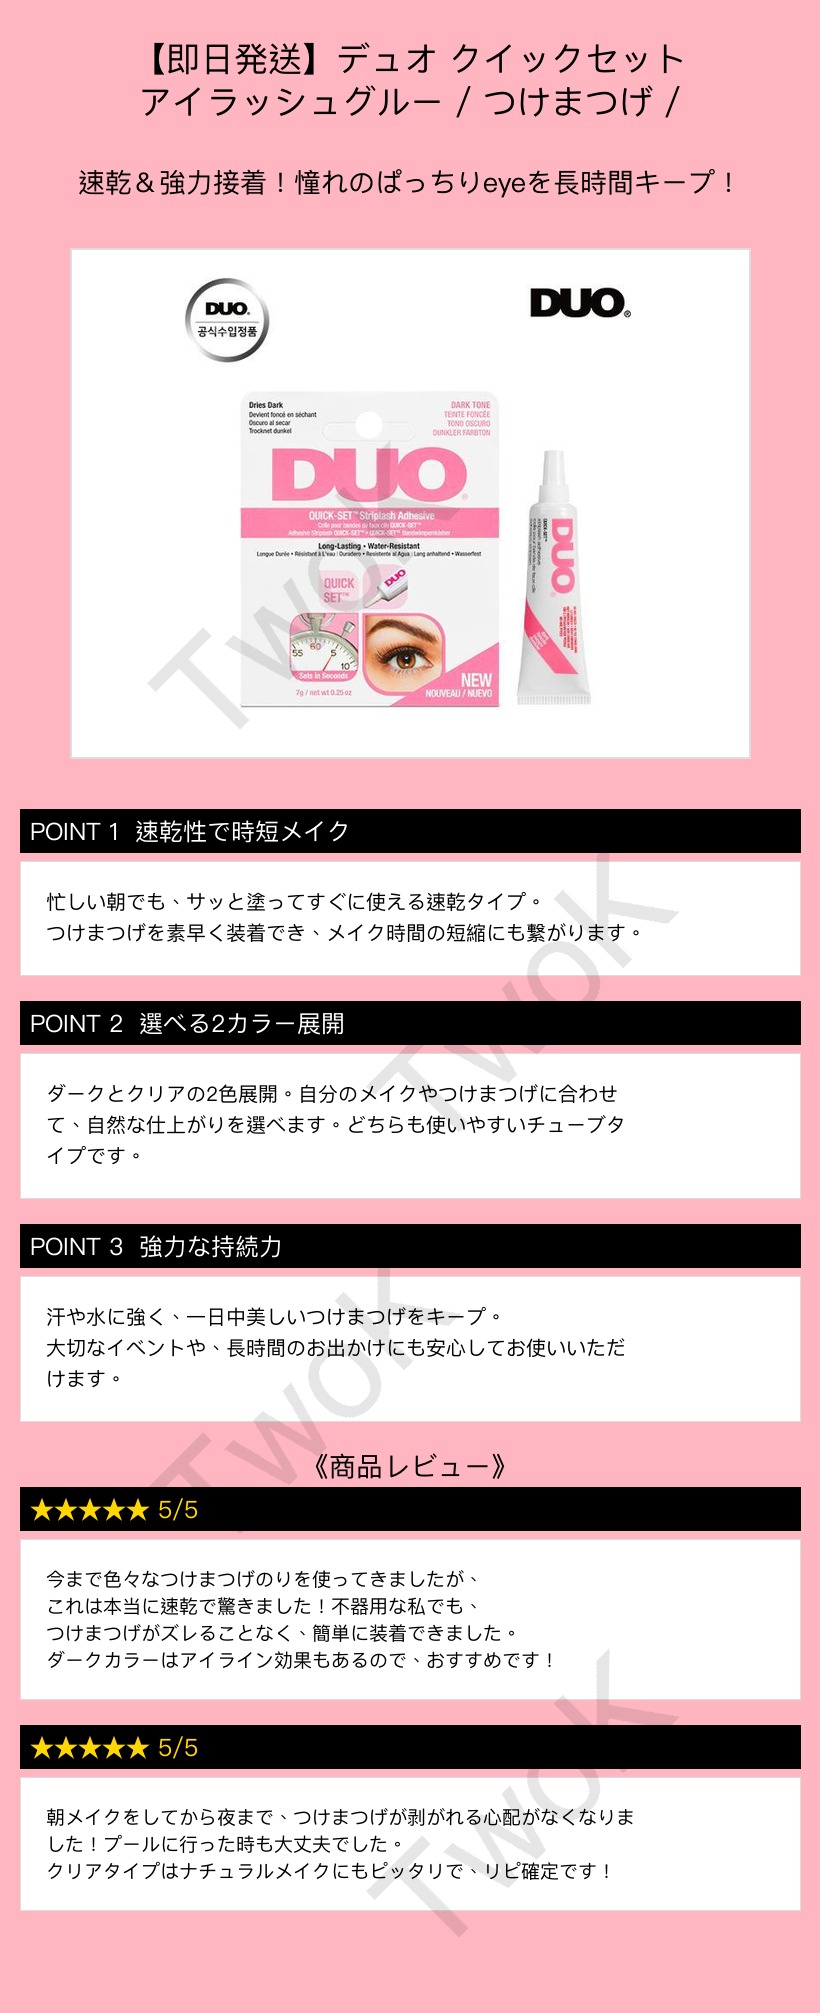 【即日発送】デュオ クイックセット
アイラッシュグルー / つけまつげ /
速乾＆強力接着！憧れのぱっちりeyeを長時間キープ！
DUO.
공식수입정품
DUO®
Dries Dark
Devient foncé en séchant
Oscuro al secar
Trocknet dunkel
DARK TONE
TEINTE FONCÉE
TONO OSCURO
DUNKLER FARBTON
DUO®
QUICK-SET™ Striplash Adhesive
Colle pour bandes de faux cils QUICK-SET™
Adhesivo Striplash QUICK-SET™ • QUICK-SET™ Bandwimpernkleber
Long-Lasting • Water-Resistant
Longue Durée • Résistant à L'eau | Duradero • Resistente al Agua | Lang anhaltend • Wasserfest
QUICK
SET™
DUO
55 60 5 10
Sets in Seconds
7g / net wt 0.25 oz
NEW
NOUVEAU / NUEVO
DUO
TwoK
POINT 1 速乾性で時短メイク
忙しい朝でも、サッと塗ってすぐに使える速乾タイプ。
つけまつげを素早く装着でき、メイク時間の短縮にも繋がります。
TwoK
POINT 2 選べる2カラー展開
ダークとクリアの2色展開。自分のメイクやつけまつげに合わせ
て、自然な仕上がりを選べます。どちらも使いやすいチューブタ
イプです。
POINT 3 強力な持続力
汗や水に強く、一日中美しいつけまつげをキープ。
大切なイベントや、長時間のお出かけにも安心してお使いいただ
けます。
TwoK
《商品レビュー》
★★★★★ 5/5
今まで色々なつけまつげのりを使ってきましたが、
これは本当に速乾で驚きました！不器用な私でも、
つけまつげがズレることなく、簡単に装着できました。
ダークカラーはアイライン効果もあるので、おすすめです！
★★★★★ 5/5
朝メイクをしてから夜まで、つけまつげが剥がれる心配がなくなりま
した！プールに行った時も大丈夫でした。
クリアタイプはナチュラルメイクにもピッタリで、リピ確定です！
TwoK